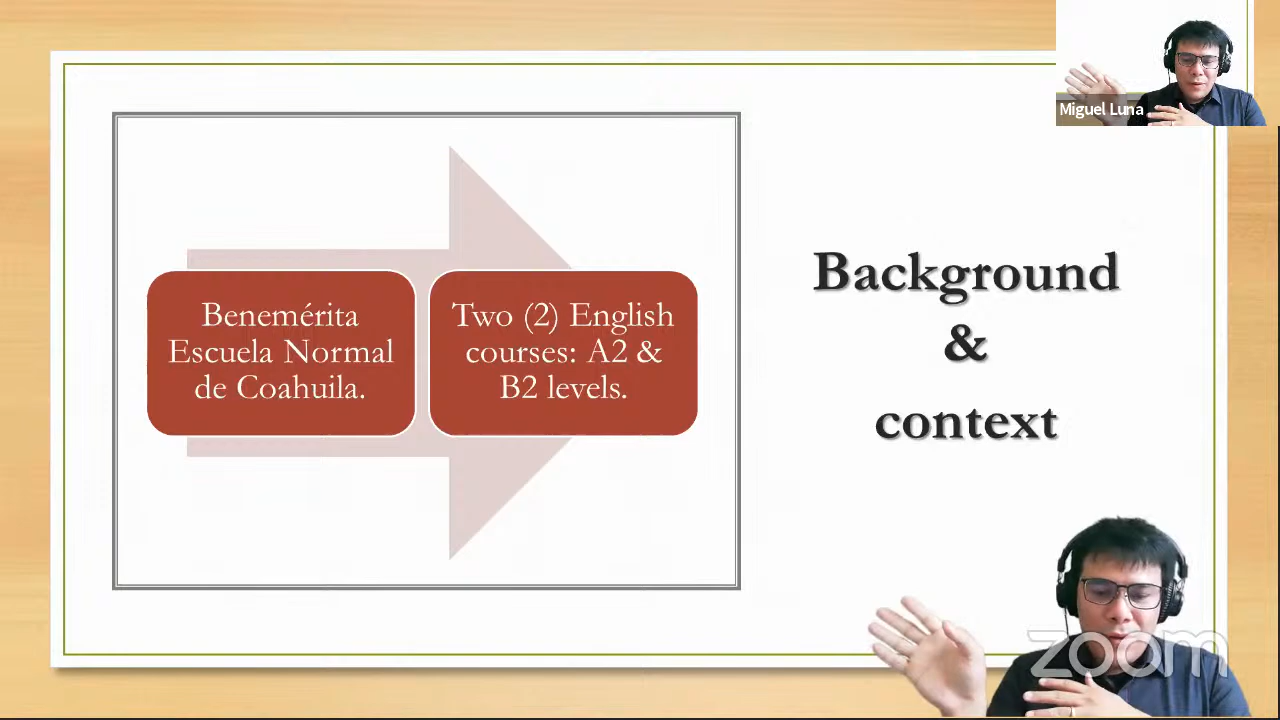 Miguel Luna
Benemérita
Escuela Normal
de Coahuila.
Two (2) English
courses: A2 &
B2 levels.
Background
&
context
zoom